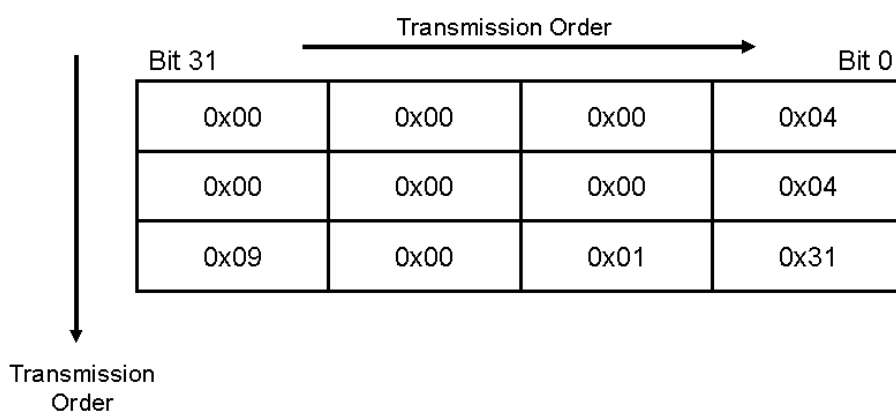 Transmission Order
Bit 31 Bit 0
0x00 0x00 0x00 0x04
0x00 0x00 0x00 0x04
0x09 0x00 0x01 0x31
Transmission
Order